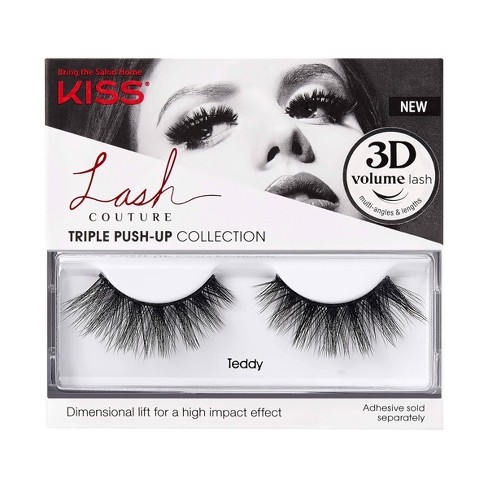 Bring the Salon Home
KISS®
NEW
3D
volume lash
multi-angles & lengths
Lash
COUTURE
TRIPLE PUSH-UP COLLECTION
Teddy
Dimensional lift for a high impact effect
Adhesive sold
separately